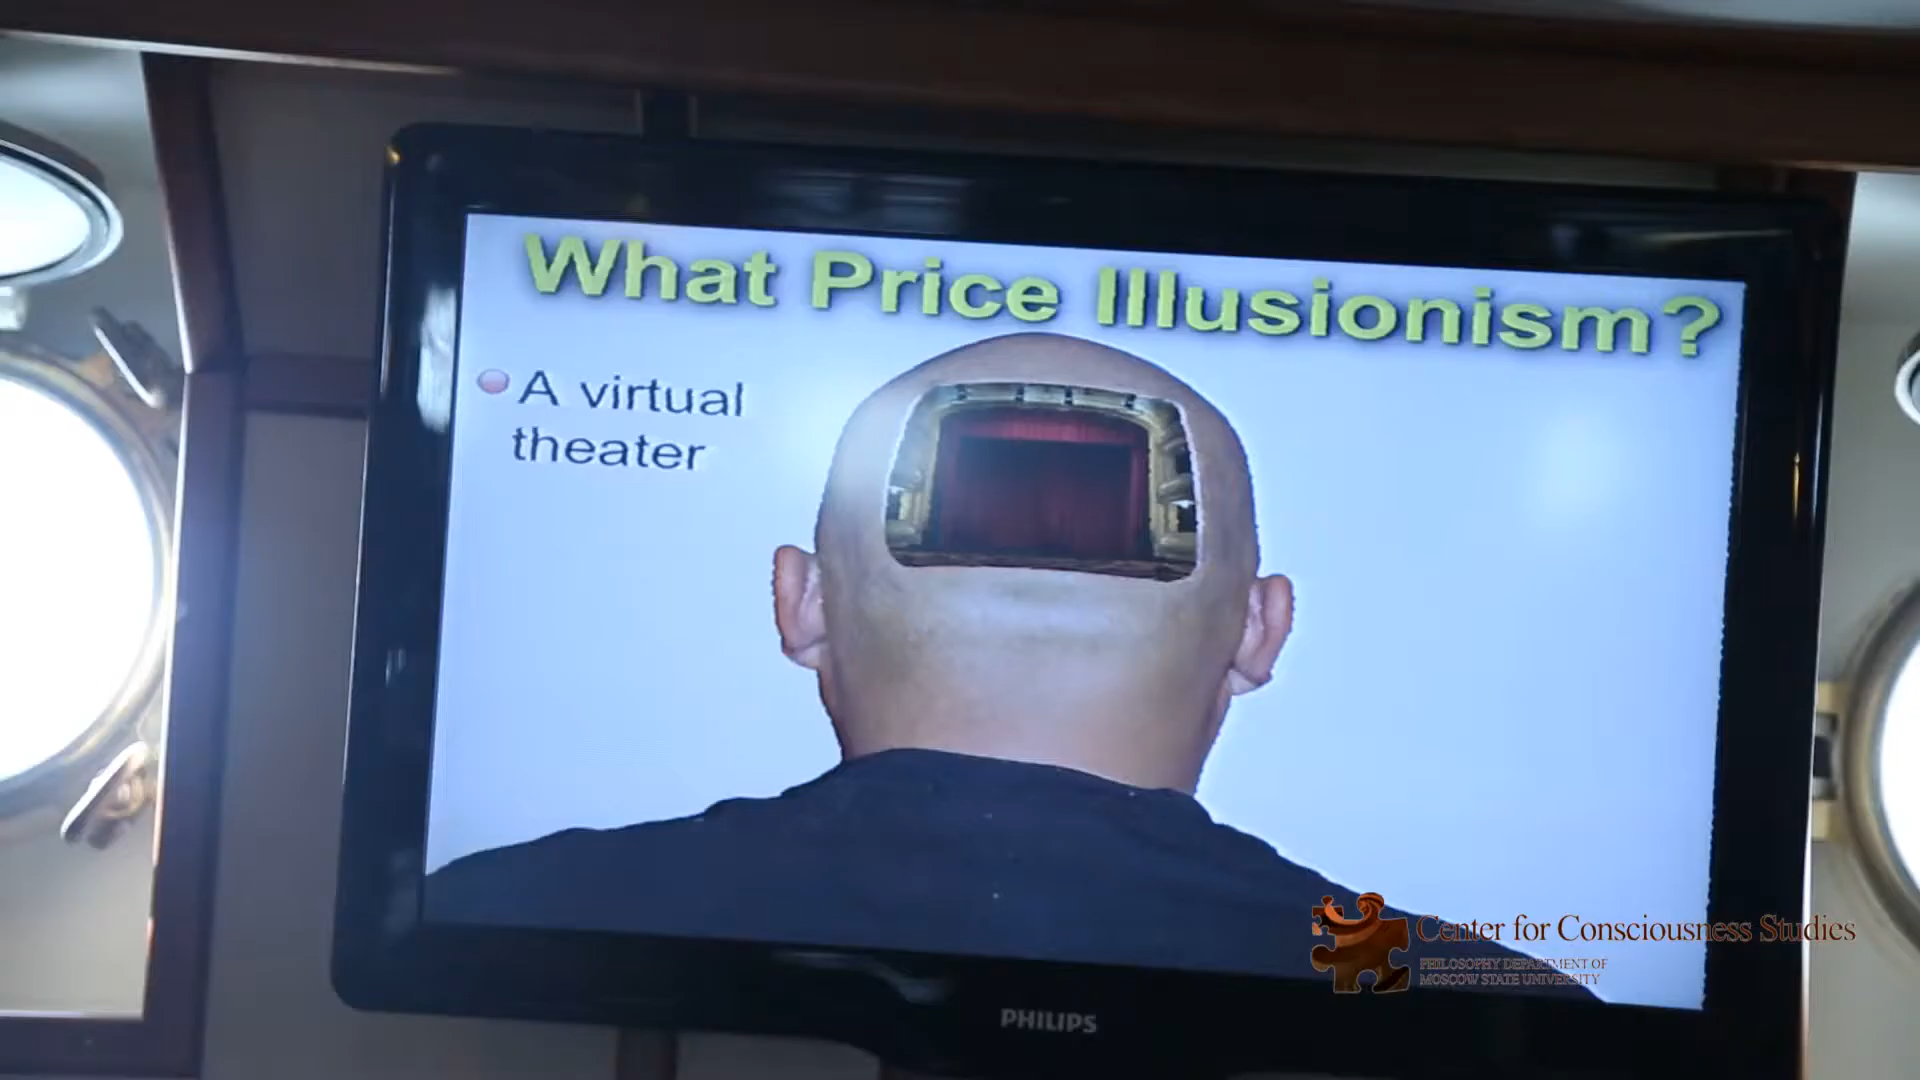 What Price Illusionism?
A virtual
theater
Center for Consciousness Studies
PHILOSOPHY DEPARTMENT OF
MOSCOW STATE UNIVERSITY
PHILIPS